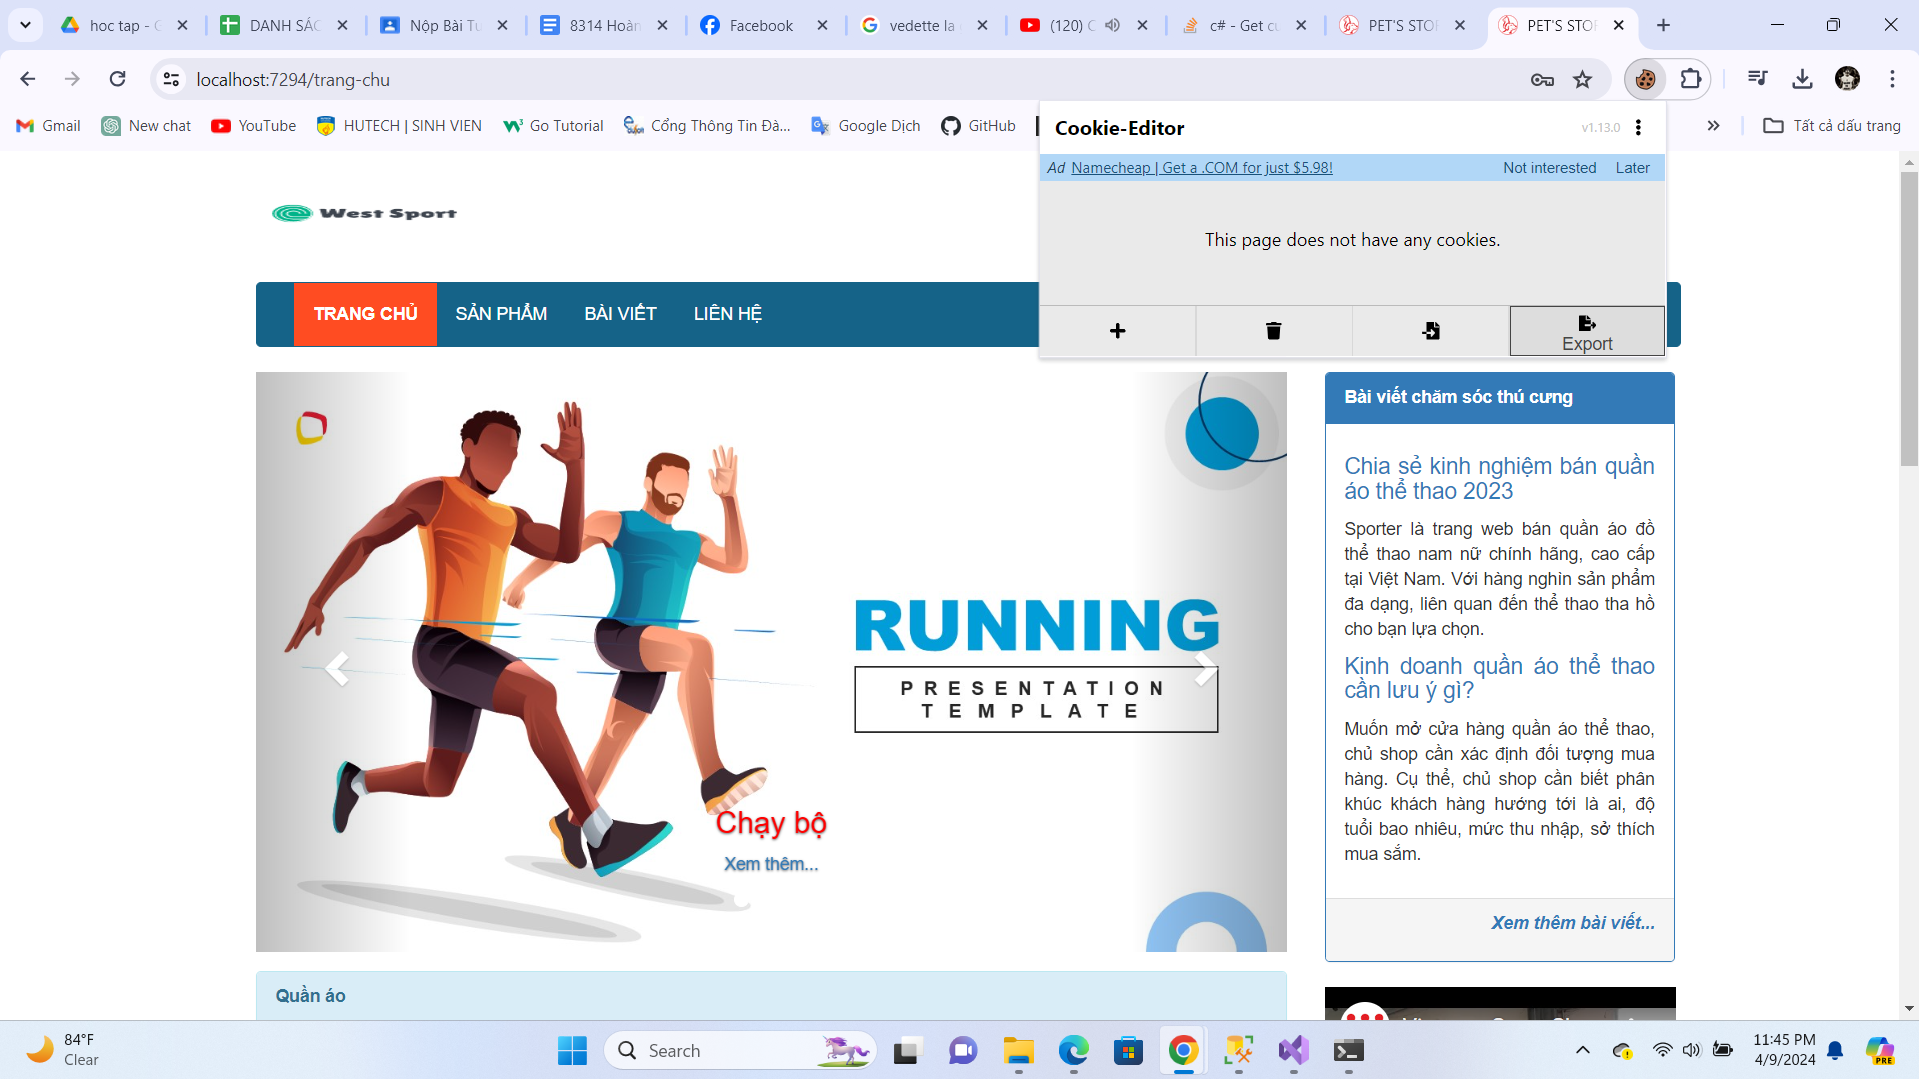 hoc tap - G
DANH SÁC
Nộp Bài Tu
8314 Hoàn
Facebook
vedette la
(120) C
c# - Get cu
PET'S STOR
PET'S STOR
localhost:7294/trang-chu
Gmail
New chat
YouTube
HUTECH | SINH VIEN
Go Tutorial
Cổng Thông Tin Đà...
Google Dịch
GitHub
Tất cả dấu trang
Cookie-Editor
v1.13.0
Ad Namecheap | Get a .COM for just $5.98!
Not interested
Later
This page does not have any cookies.
Export
West Sport
TRANG CHỦ
SẢN PHẨM
BÀI VIẾT
LIÊN HỆ
RUNNING
PRESENTATION
TEMPLATE
Chạy bộ
Xem thêm...
Bài viết chăm sóc thú cưng
Chia sẻ kinh nghiệm bán quần
áo thể thao 2023
Sporter là trang web bán quần áo đồ
thể thao nam nữ chính hãng, cao cấp
tại Việt Nam. Với hàng nghìn sản phẩm
đa dạng, liên quan đến thể thao tha hồ
cho bạn lựa chọn.
Kinh doanh quần áo thể thao
cần lưu ý gì?
Muốn mở cửa hàng quần áo thể thao,
chủ shop cần xác định đối tượng mua
hàng. Cụ thể, chủ shop cần biết phân
khúc khách hàng hướng tới là ai, độ
tuổi bao nhiêu, mức thu nhập, sở thích
mua sắm.
Xem thêm bài viết...
Quần áo
84°F
Clear
Search
11:45 PM
4/9/2024
PRE